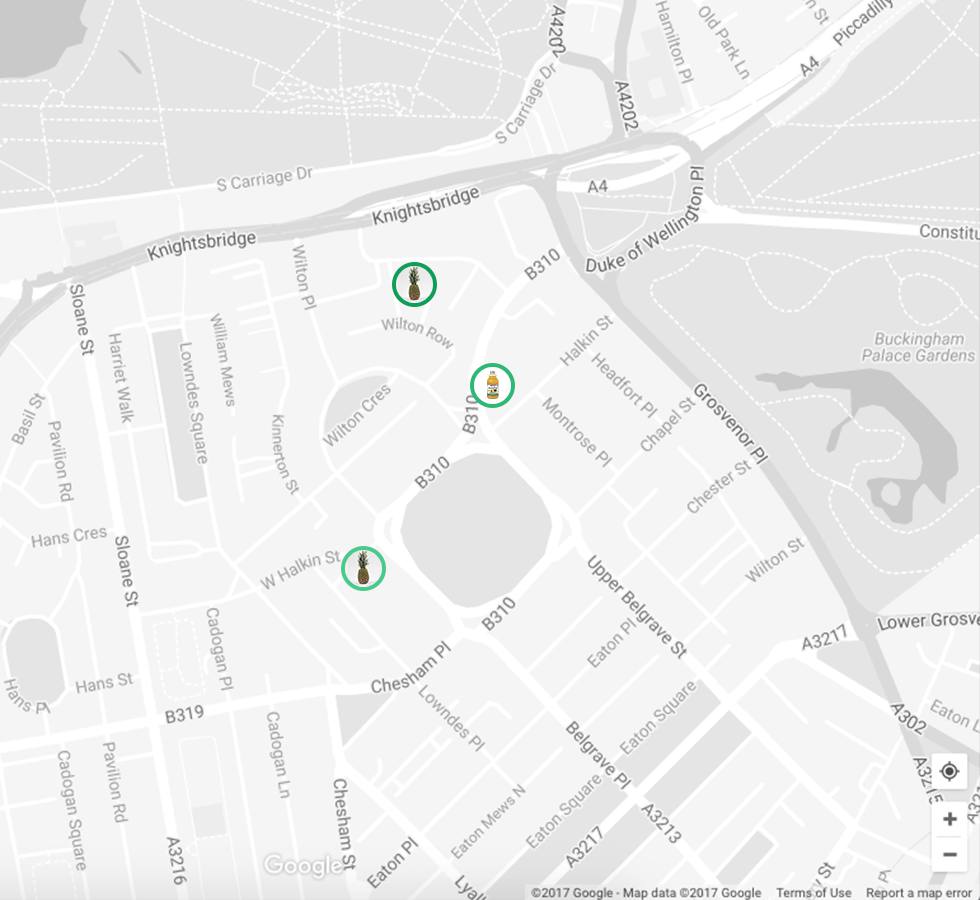 A4202
Hamilton Pl
Old Park Ln
n St
Piccadilly
A4
A4202
S Carriage Dr
S Carriage Dr
A4
Knightsbridge
Knightsbridge
Duke of Wellington Pl
Constitu
B310
Wilton Pl
Sloane St
Harriet Walk
William Mews
Lowndes Square
Wilton Row
Halkin St
Headfort Pl
Buckingham
Palace Gardens
Basil St
Pavilion Rd
Kinnerton St
Wilton Cres
B310
Montrose Pl
Chapel St
Grosvenor Pl
B310
Chester St
Hans Cres
Sloane St
W Halkin St
Wilton St
Upper Belgrave St
B310
Eaton Pl
A3217
Lower Grosve
Cadogan Pl
Hans St
Hans Pl
Chesham Pl
B319
Lowndes Pl
Eaton Square
A302
Eaton L
Cadogan Square
Pavilion Rd
Cadogan Ln
Belgrave Pl
A3215
Chesham St
Eaton Mews N
Eaton Square
A3213
A3216
Eaton Pl
A3217
Google
Lyall
©2017 Google - Map data ©2017 Google
Terms of Use
Report a map error